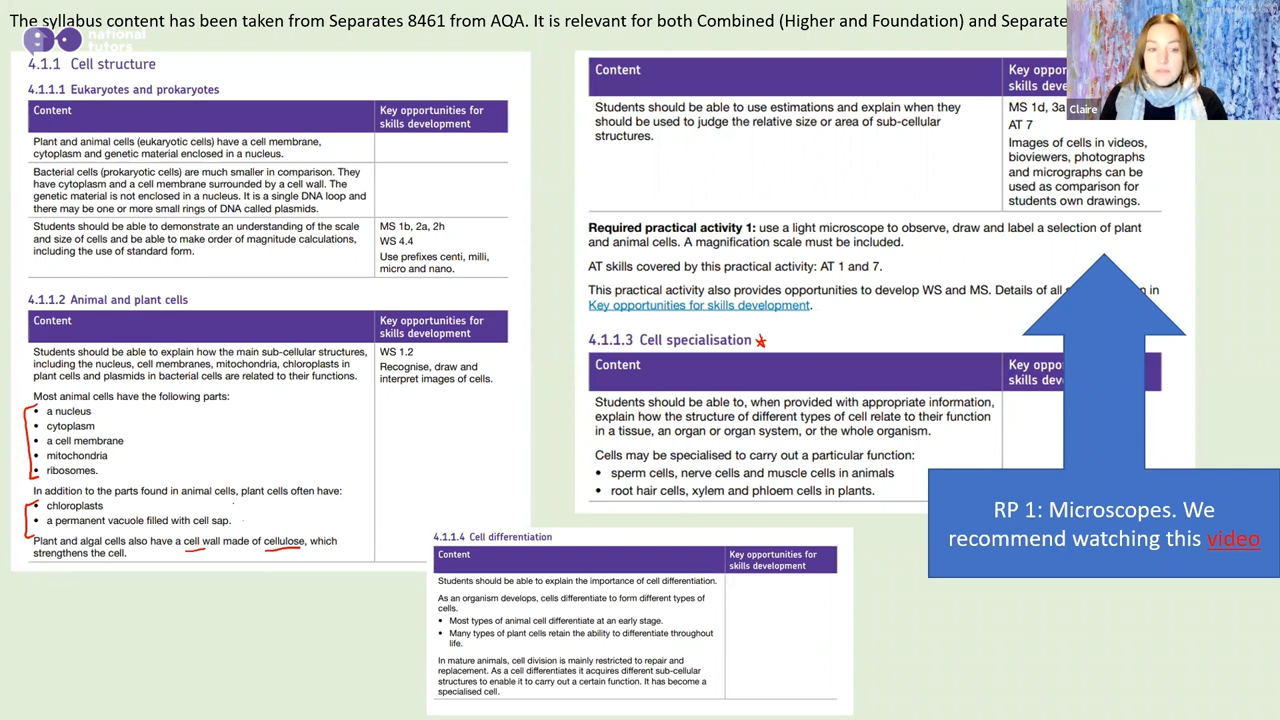 The syllabus content has been taken from Separates 8461 from AQA. It is relevant for both Combined (Higher and Foundation) and Separate
national
tutors
4.1.1 Cell structure
4.1.1.1 Eukaryotes and prokaryotes
Content
Key opportunities for
skills development
Plant and animal cells (eukaryotic cells) have a cell membrane,
cytoplasm and genetic material enclosed in a nucleus.
Bacterial cells (prokaryotic cells) are much smaller in comparison. They
have cytoplasm and a cell membrane surrounded by a cell wall. The
genetic material is not enclosed in a nucleus. It is a single DNA loop and
there may be one or more small rings of DNA called plasmids.
Students should be able to demonstrate an understanding of the scale
and size of cells and be able to make order of magnitude calculations,
including the use of standard form.
MS 1b, 2a, 2h
WS 4.4
Use prefixes centi, milli,
micro and nano.
4.1.1.2 Animal and plant cells
Content
Key opportunities for
skills development
Students should be able to explain how the main sub-cellular structures,
including the nucleus, cell membranes, mitochondria, chloroplasts in
plant cells and plasmids in bacterial cells are related to their functions.
WS 1.2
Recognise, draw and
interpret images of cells.
Most animal cells have the following parts:
• a nucleus
• cytoplasm
• a cell membrane
• mitochondria
• ribosomes.
In addition to the parts found in animal cells, plant cells often have:
• chloroplasts
• a permanent vacuole filled with cell sap.
Plant and algal cells also have a cell wall made of cellulose, which
strengthens the cell.
Content
Key oppor
skills deve
Claire
Students should be able to use estimations and explain when they
should be used to judge the relative size or area of sub-cellular
structures.
MS 1d, 3a
AT 7
Images of cells in videos,
bioviewers, photographs
and micrographs can be
used as comparison for
students own drawings.
Required practical activity 1: use a light microscope to observe, draw and label a selection of plant
and animal cells. A magnification scale must be included.
AT skills covered by this practical activity: AT 1 and 7.
This practical activity also provides opportunities to develop WS and MS. Details of all in
Key opportunities for skills development.
4.1.1.3 Cell specialisation
Content
Key oppo
skills de
Students should be able to, when provided with appropriate information,
explain how the structure of different types of cell relate to their function
in a tissue, an organ or organ system, or the whole organism.
Cells may be specialised to carry out a particular function:
• sperm cells, nerve cells and muscle cells in animals
• root hair cells, xylem and phloem cells in plants.
RP 1: Microscopes. We
recommend watching this video
4.1.1.4 Cell differentiation
Content
Key opportunities for
skills development
Students should be able to explain the importance of cell differentiation.
As an organism develops, cells differentiate to form different types of
cells.
• Most types of animal cell differentiate at an early stage.
• Many types of plant cells retain the ability to differentiate throughout
life.
In mature animals, cell division is mainly restricted to repair and
replacement. As a cell differentiates it acquires different sub-cellular
structures to enable it to carry out a certain function. It has become a
specialised cell.